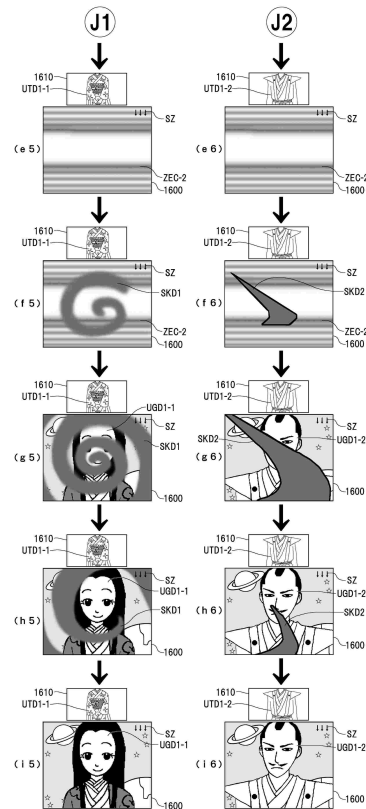 J1
J2
1610
UTD1-1
SZ
(e5)
ZEC-2
1600
1610
UTD1-2
SZ
(e6)
ZEC-2
1600
1610
UTD1-1
SZ
SKD1
(f5)
ZEC-2
1600
1610
UTD1-2
SZ
SKD2
(f6)
ZEC-2
1600
1610
UTD1-1
UGD1-1
SZ
SKD1
(g5)
1600
1610
UTD1-2
SZ
SKD2
UGD1-2
(g6)
1600
1610
UTD1-1
SZ
UGD1-1
(h5)
SKD1
1600
1610
UTD1-2
SZ
UGD1-2
(h6)
SKD2
1600
1610
UTD1-1
SZ
UGD1-1
(i5)
1600
1610
UTD1-2
SZ
UGD1-2
(i6)
1600